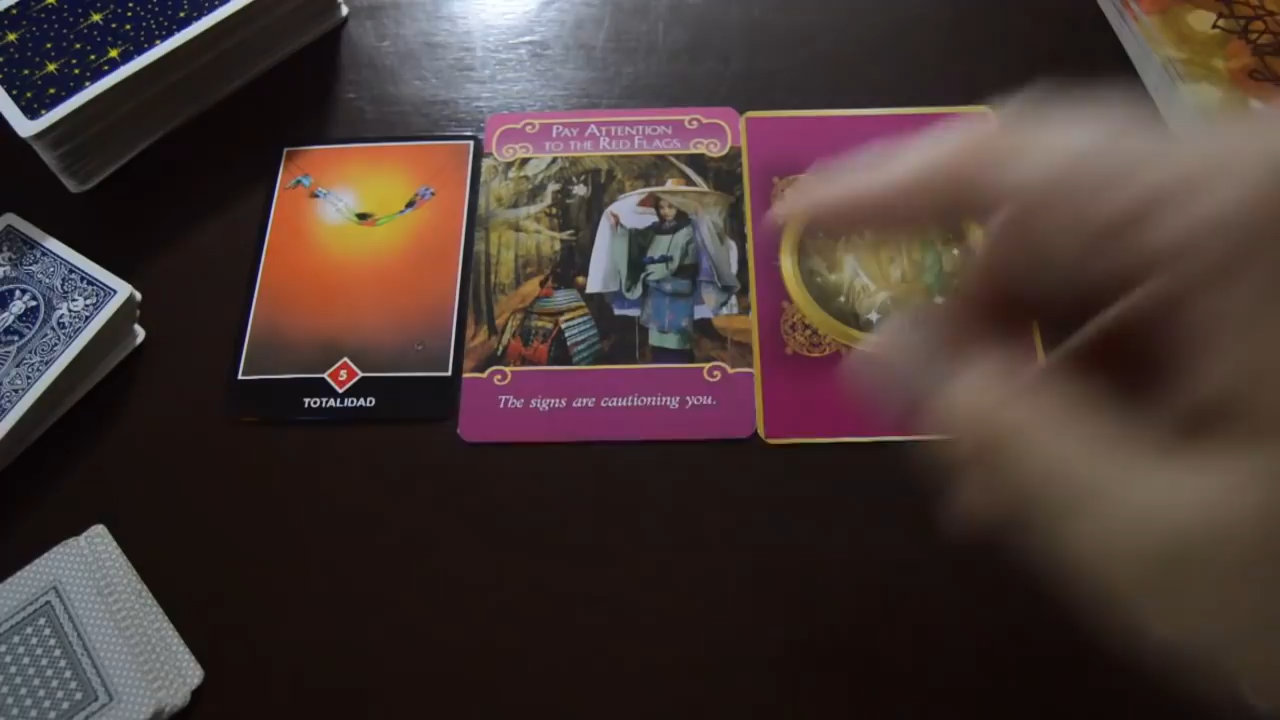 5
TOTALIDAD
PAY ATTENTION
TO THE RED FLAGS
The signs are cautioning you.